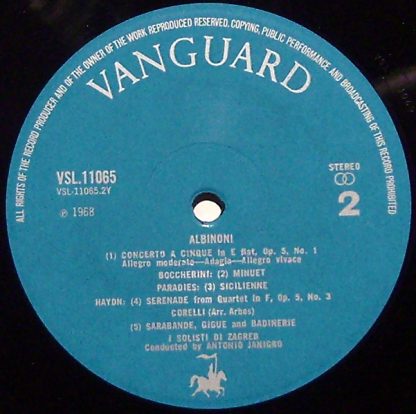 ALL RIGHTS OF THE RECORD PRODUCER AND OF THE OWNER OF THE WORK REPRODUCED RESERVED. COPYING, PUBLIC PERFORMANCE AND BROADCASTING OF THIS RECORD PROHIBITED
VANGUARD
VSL.11065
VSL-11065.2Y
℗ 1968
STEREO
2
ALBINONI
(1) CONCERTO A CINQUE in E flat, Op. 5, No. 1
Allegro moderato—Adagio—Allegro vivace
BOCCHERINI: (2) MINUET
PARADIES: (3) SICILIENNE
HAYDN: (4) SERENADE from Quartet in F, Op. 5, No. 3
CORELLI (Arr. Arbos)
(5) SARABANDE, GIGUE and BADINERIE
I SOLISTI DI ZAGREB
Conducted by ANTONIO JANIGRO